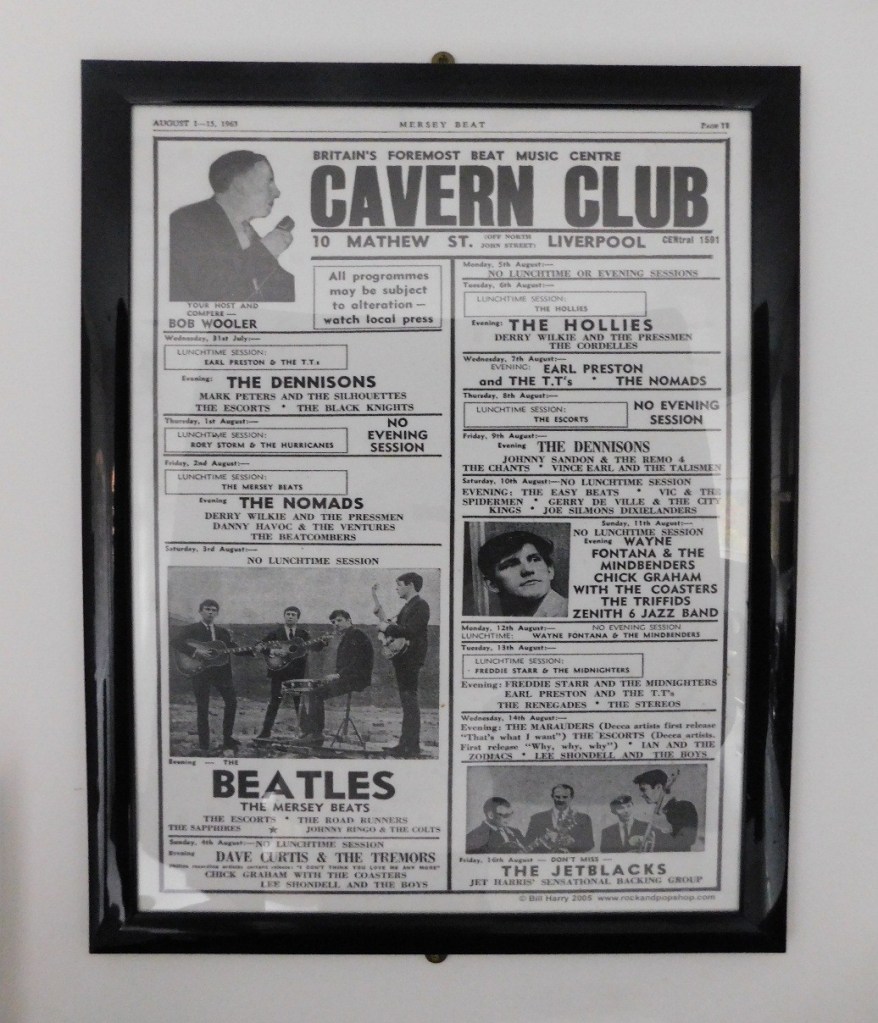 AUGUST 1—15, 1963 MERSEY BEAT Page 11
BRITAIN'S FOREMOST BEAT MUSIC CENTRE
CAVERN CLUB
10 MATHEW ST. (OFF NORTH JOHN STREET) LIVERPOOL CENtral 1591
YOUR HOST AND
COMPERE—
BOB WOOLER
All programmes
may be subject
to alteration—
watch local press
Wednesday, 31st July:—
LUNCHTIME SESSION:
EARL PRESTON & THE T.T.s
Evening: THE DENNISONS
MARK PETERS AND THE SILHOUETTES
THE ESCORTS * THE BLACK KNIGHTS
Thursday, 1st August:—
LUNCHTIME SESSION:
RORY STORM & THE HURRICANES
NO
EVENING
SESSION
Friday, 2nd August:—
LUNCHTIME SESSION:
THE MERSEY BEATS
Evening THE NOMADS
DERRY WILKIE AND THE PRESSMEN
DANNY HAVOC & THE VENTURES
THE BEATCOMBERS
Saturday, 3rd August:—
NO LUNCHTIME SESSION
Evening — THE
BEATLES
THE MERSEY BEATS
THE ESCORTS * THE ROAD RUNNERS
THE SAPPHIRES ★ JOHNNY RINGO & THE COLTS
Sunday, 4th August:—NO LUNCHTIME SESSION
Evening DAVE CURTIS & THE TREMORS
"I DON'T THINK YOU LOVE ME ANY MORE"
CHICK GRAHAM WITH THE COASTERS
LEE SHONDELL AND THE BOYS
Monday, 5th August:—
NO LUNCHTIME OR EVENING SESSIONS
Tuesday, 6th August:—
LUNCHTIME SESSION:
THE HOLLIES
Evening: THE HOLLIES
DERRY WILKIE AND THE PRESSMEN
THE CORDELLES
Wednesday, 7th August:—
EVENING: EARL PRESTON
and THE T.T's * THE NOMADS
Thursday, 8th August:—
LUNCHTIME SESSION:
THE ESCORTS
NO EVENING
SESSION
Friday, 9th August:—
Evening THE DENNISONS
JOHNNY SANDON & THE REMO 4
THE CHANTS * VINCE EARL AND THE TALISMEN
Saturday, 10th August:—NO LUNCHTIME SESSION
EVENING: THE EASY BEATS * VIC & THE
SPIDERMEN * GERRY DE VILLE & THE CITY
KINGS * JOE SILMONS DIXIELANDERS
Sunday, 11th August:—
NO LUNCHTIME SESSION
Evening WAYNE
FONTANA & THE
MINDBENDERS
CHICK GRAHAM
WITH THE COASTERS
THE TRIFFIDS
ZENITH 6 JAZZ BAND
Monday, 12th August:— NO EVENING SESSION
LUNCHTIME: WAYNE FONTANA & THE MINDBENDERS
Tuesday, 13th August:—
LUNCHTIME SESSION:
FREDDIE STARR & THE MIDNIGHTERS
Evening: FREDDIE STARR AND THE MIDNIGHTERS
EARL PRESTON AND THE T.T's
THE RENEGADES * THE STEREOS
Wednesday, 14th August:—
Evening: THE MARAUDERS (Decca artists first release
"That's what I want") THE ESCORTS (Decca artists.
First release "Why, why, why") * IAN AND THE
ZODIACS * LEE SHONDELL AND THE BOYS
Friday, 16th August — DON'T MISS —
THE JETBLACKS
JET HARRIS' SENSATIONAL BACKING GROUP
© Bill Harry 2005 www.rockandpopshop.com